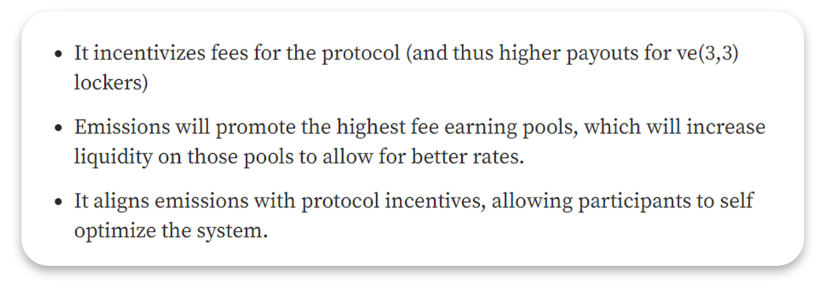 • It incentivizes fees for the protocol (and thus higher payouts for ve(3,3)
lockers)
• Emissions will promote the highest fee earning pools, which will increase
liquidity on those pools to allow for better rates.
• It aligns emissions with protocol incentives, allowing participants to self
optimize the system.